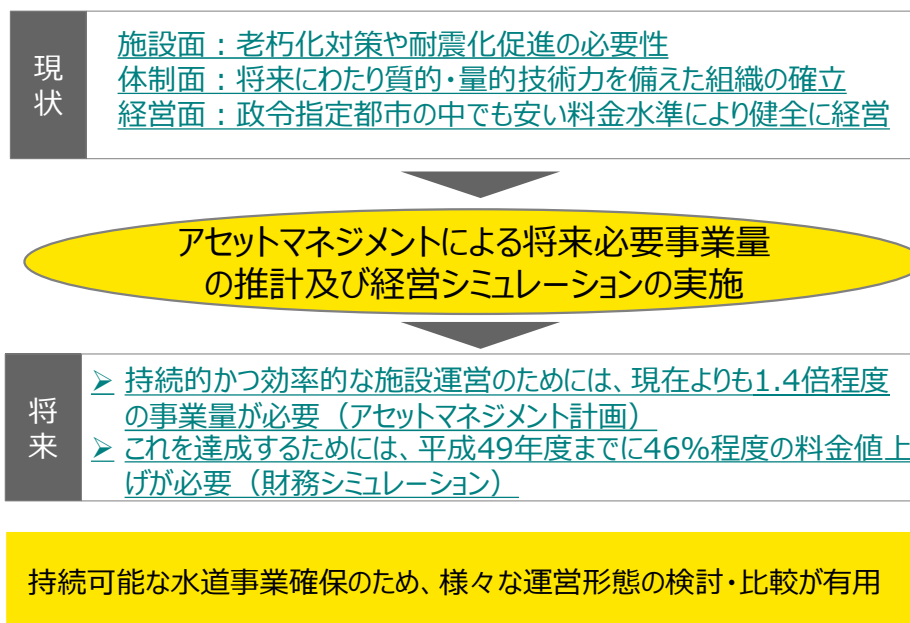 現状
施設面：老朽化対策や耐震化促進の必要性
体制面：将来にわたり質的・量的技術力を備えた組織の確立
経営面：政令指定都市の中でも安い料金水準により健全に経営
アセットマネジメントによる将来必要事業量
の推計及び経営シミュレーションの実施
将来
➢ 持続的かつ効率的な施設運営のためには、現在よりも1.4倍程度
の事業量が必要（アセットマネジメント計画）
➢ これを達成するためには、平成49年度までに46%程度の料金値上
げが必要（財務シミュレーション）
持続可能な水道事業確保のため、様々な運営形態の検討・比較が有用